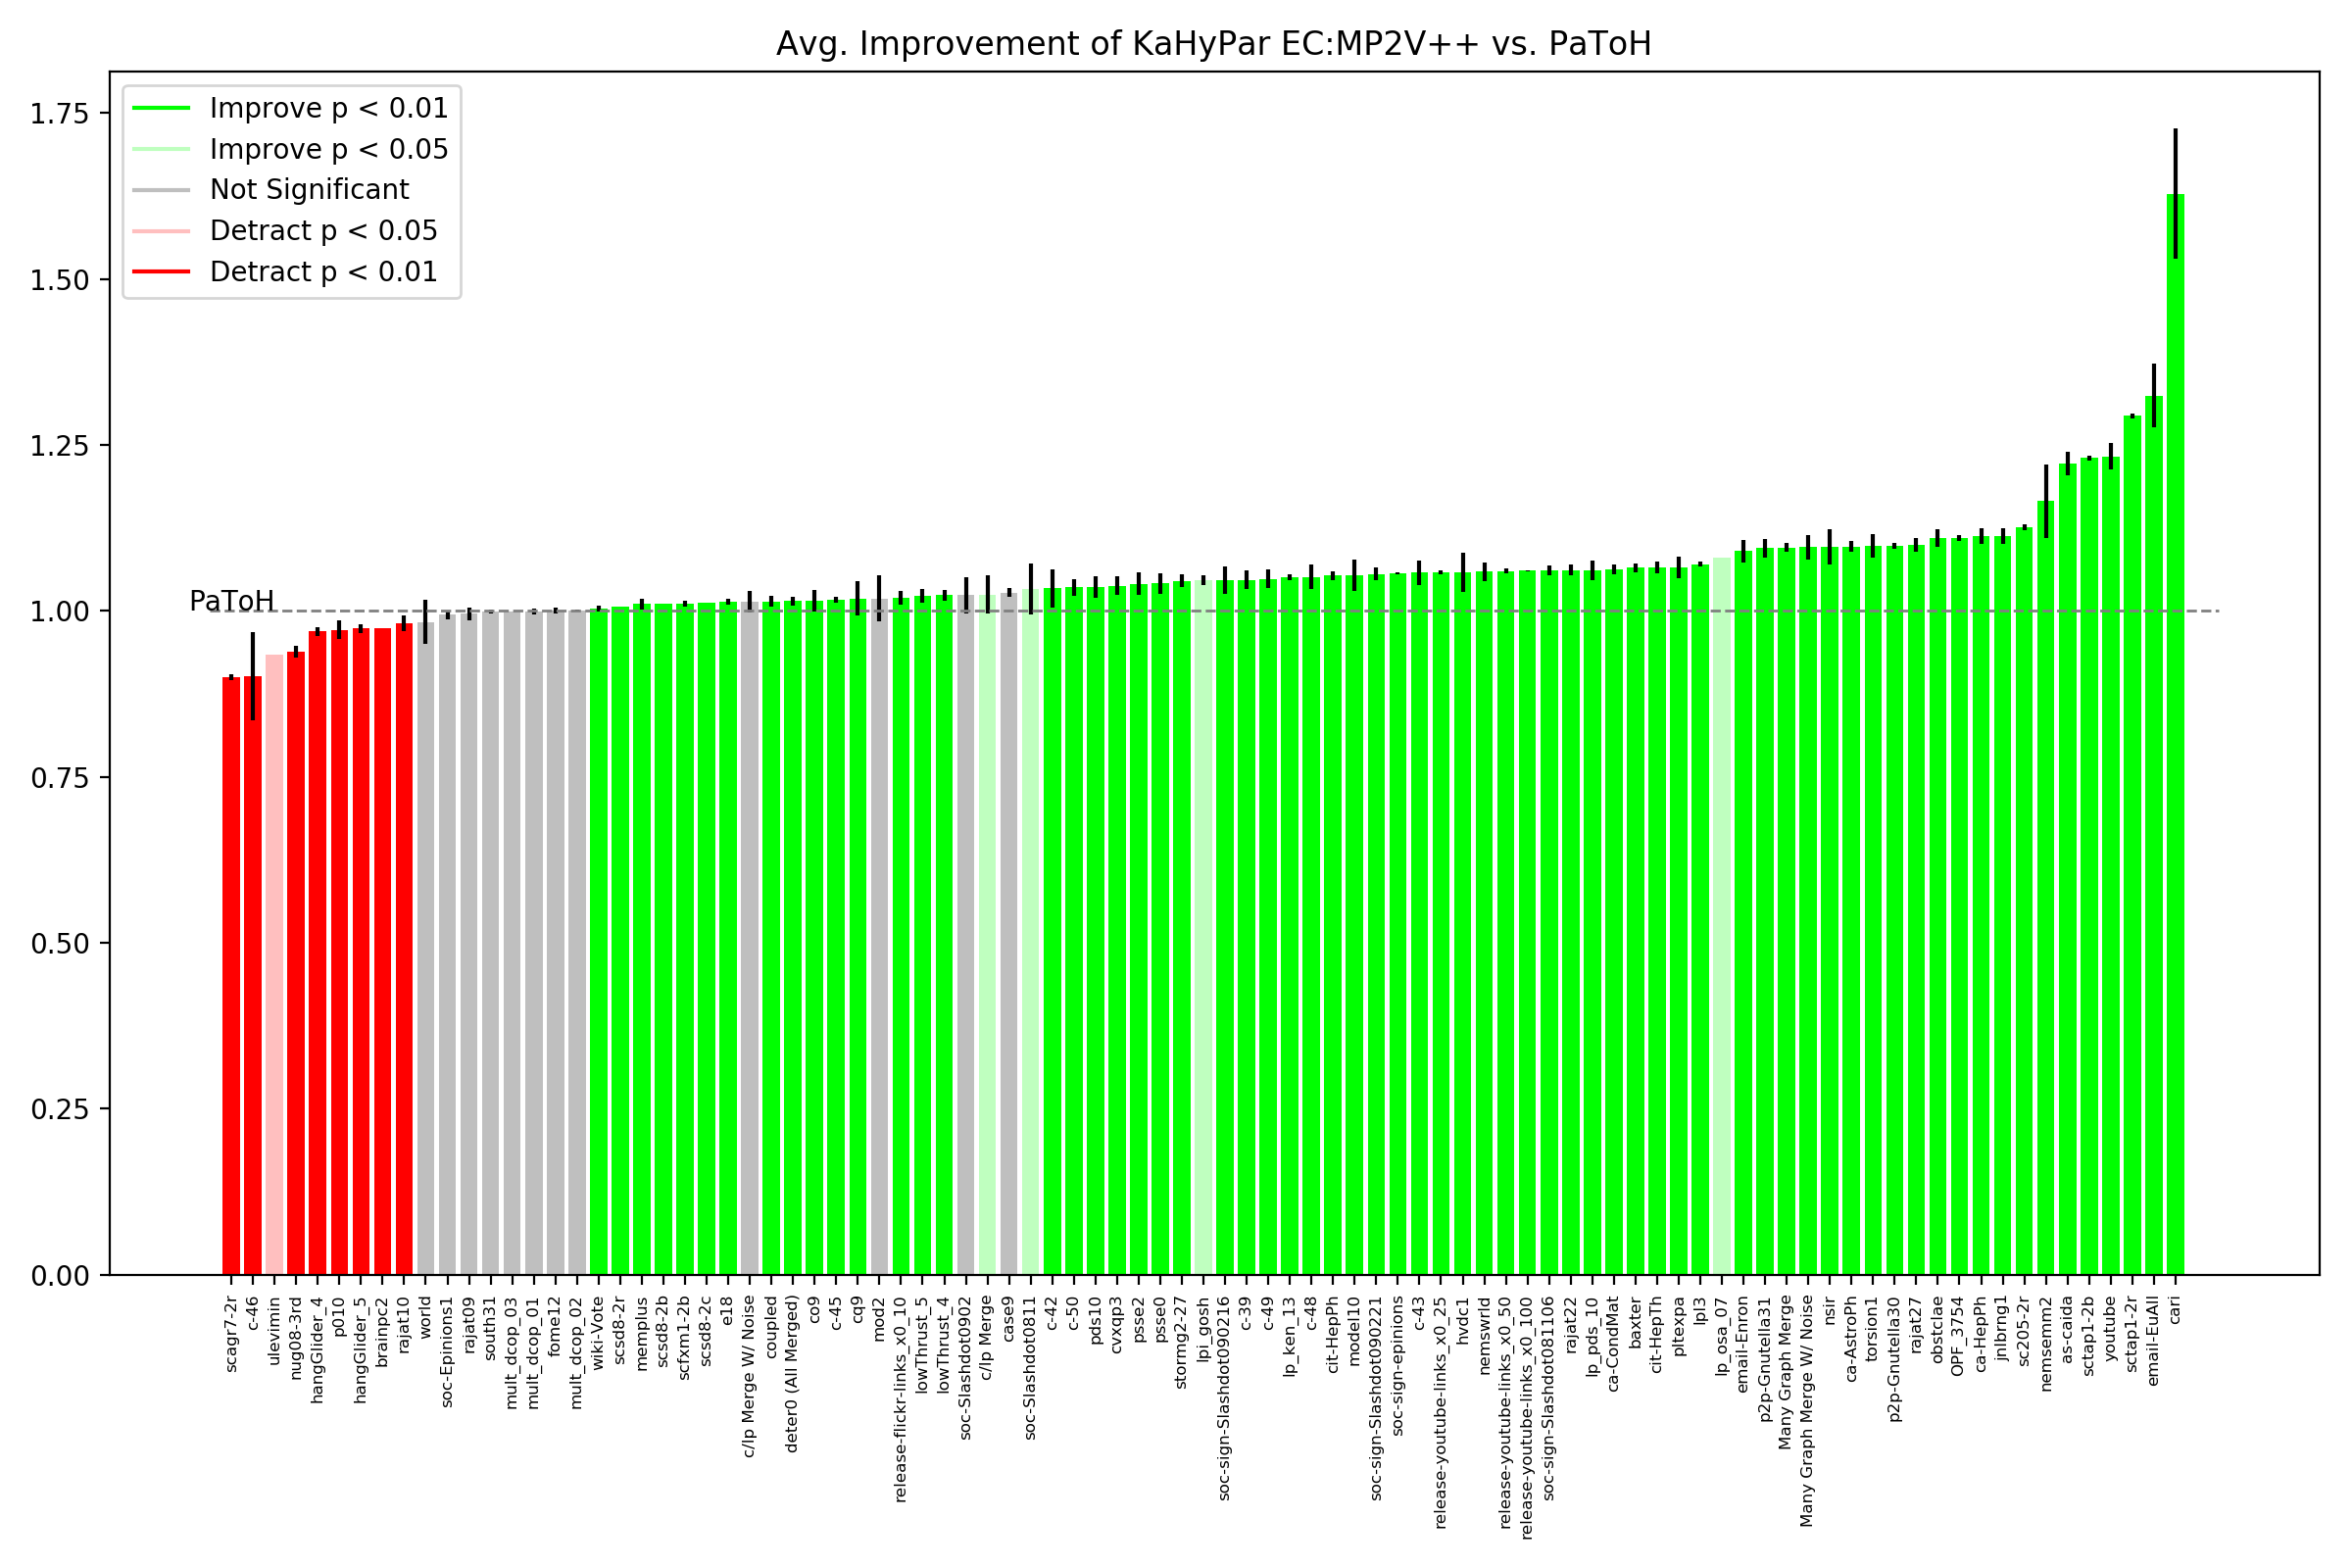 Avg. Improvement of KaHyPar EC:MP2V++ vs. PaToH
Improve p < 0.01
Improve p < 0.05
Not Significant
Detract p < 0.05
Detract p < 0.01
1.75
1.50
1.25
1.00
0.75
0.50
0.25
0.00
PaToH
scagr7-2r
c-46
ulevimin
nug08-3rd
hangGlider_4
p010
hangGlider_5
brainpc2
rajat10
world
soc-Epinions1
rajat09
south31
mult_dcop_03
mult_dcop_01
fome12
mult_dcop_02
wiki-Vote
scsd8-2r
memplus
scsd8-2b
scfxm1-2b
scsd8-2c
e18
c/lp Merge W/ Noise
coupled
deter0 (All Merged)
co9
c-45
cq9
mod2
release-flickr-links_x0_10
lowThrust_5
lowThrust_4
soc-Slashdot0902
c/lp Merge
case9
soc-Slashdot0811
c-42
c-50
pds10
cvxqp3
psse2
psse0
stormg2-27
lpi_gosh
soc-sign-Slashdot090216
c-39
c-49
lp_ken_13
c-48
cit-HepPh
model10
soc-sign-Slashdot090221
soc-sign-epinions
c-43
release-youtube-links_x0_25
hvdc1
nemswrld
release-youtube-links_x0_50
release-youtube-links_x0_100
soc-sign-Slashdot081106
rajat22
lp_pds_10
ca-CondMat
baxter
cit-HepTh
pltexpa
lpl3
lp_osa_07
email-Enron
p2p-Gnutella31
Many Graph Merge
Many Graph Merge W/ Noise
nsir
ca-AstroPh
torsion1
p2p-Gnutella30
rajat27
obstclae
OPF_3754
ca-HepPh
jnlbrng1
sc205-2r
nemsemm2
as-caida
sctap1-2b
youtube
sctap1-2r
email-EuAll
cari